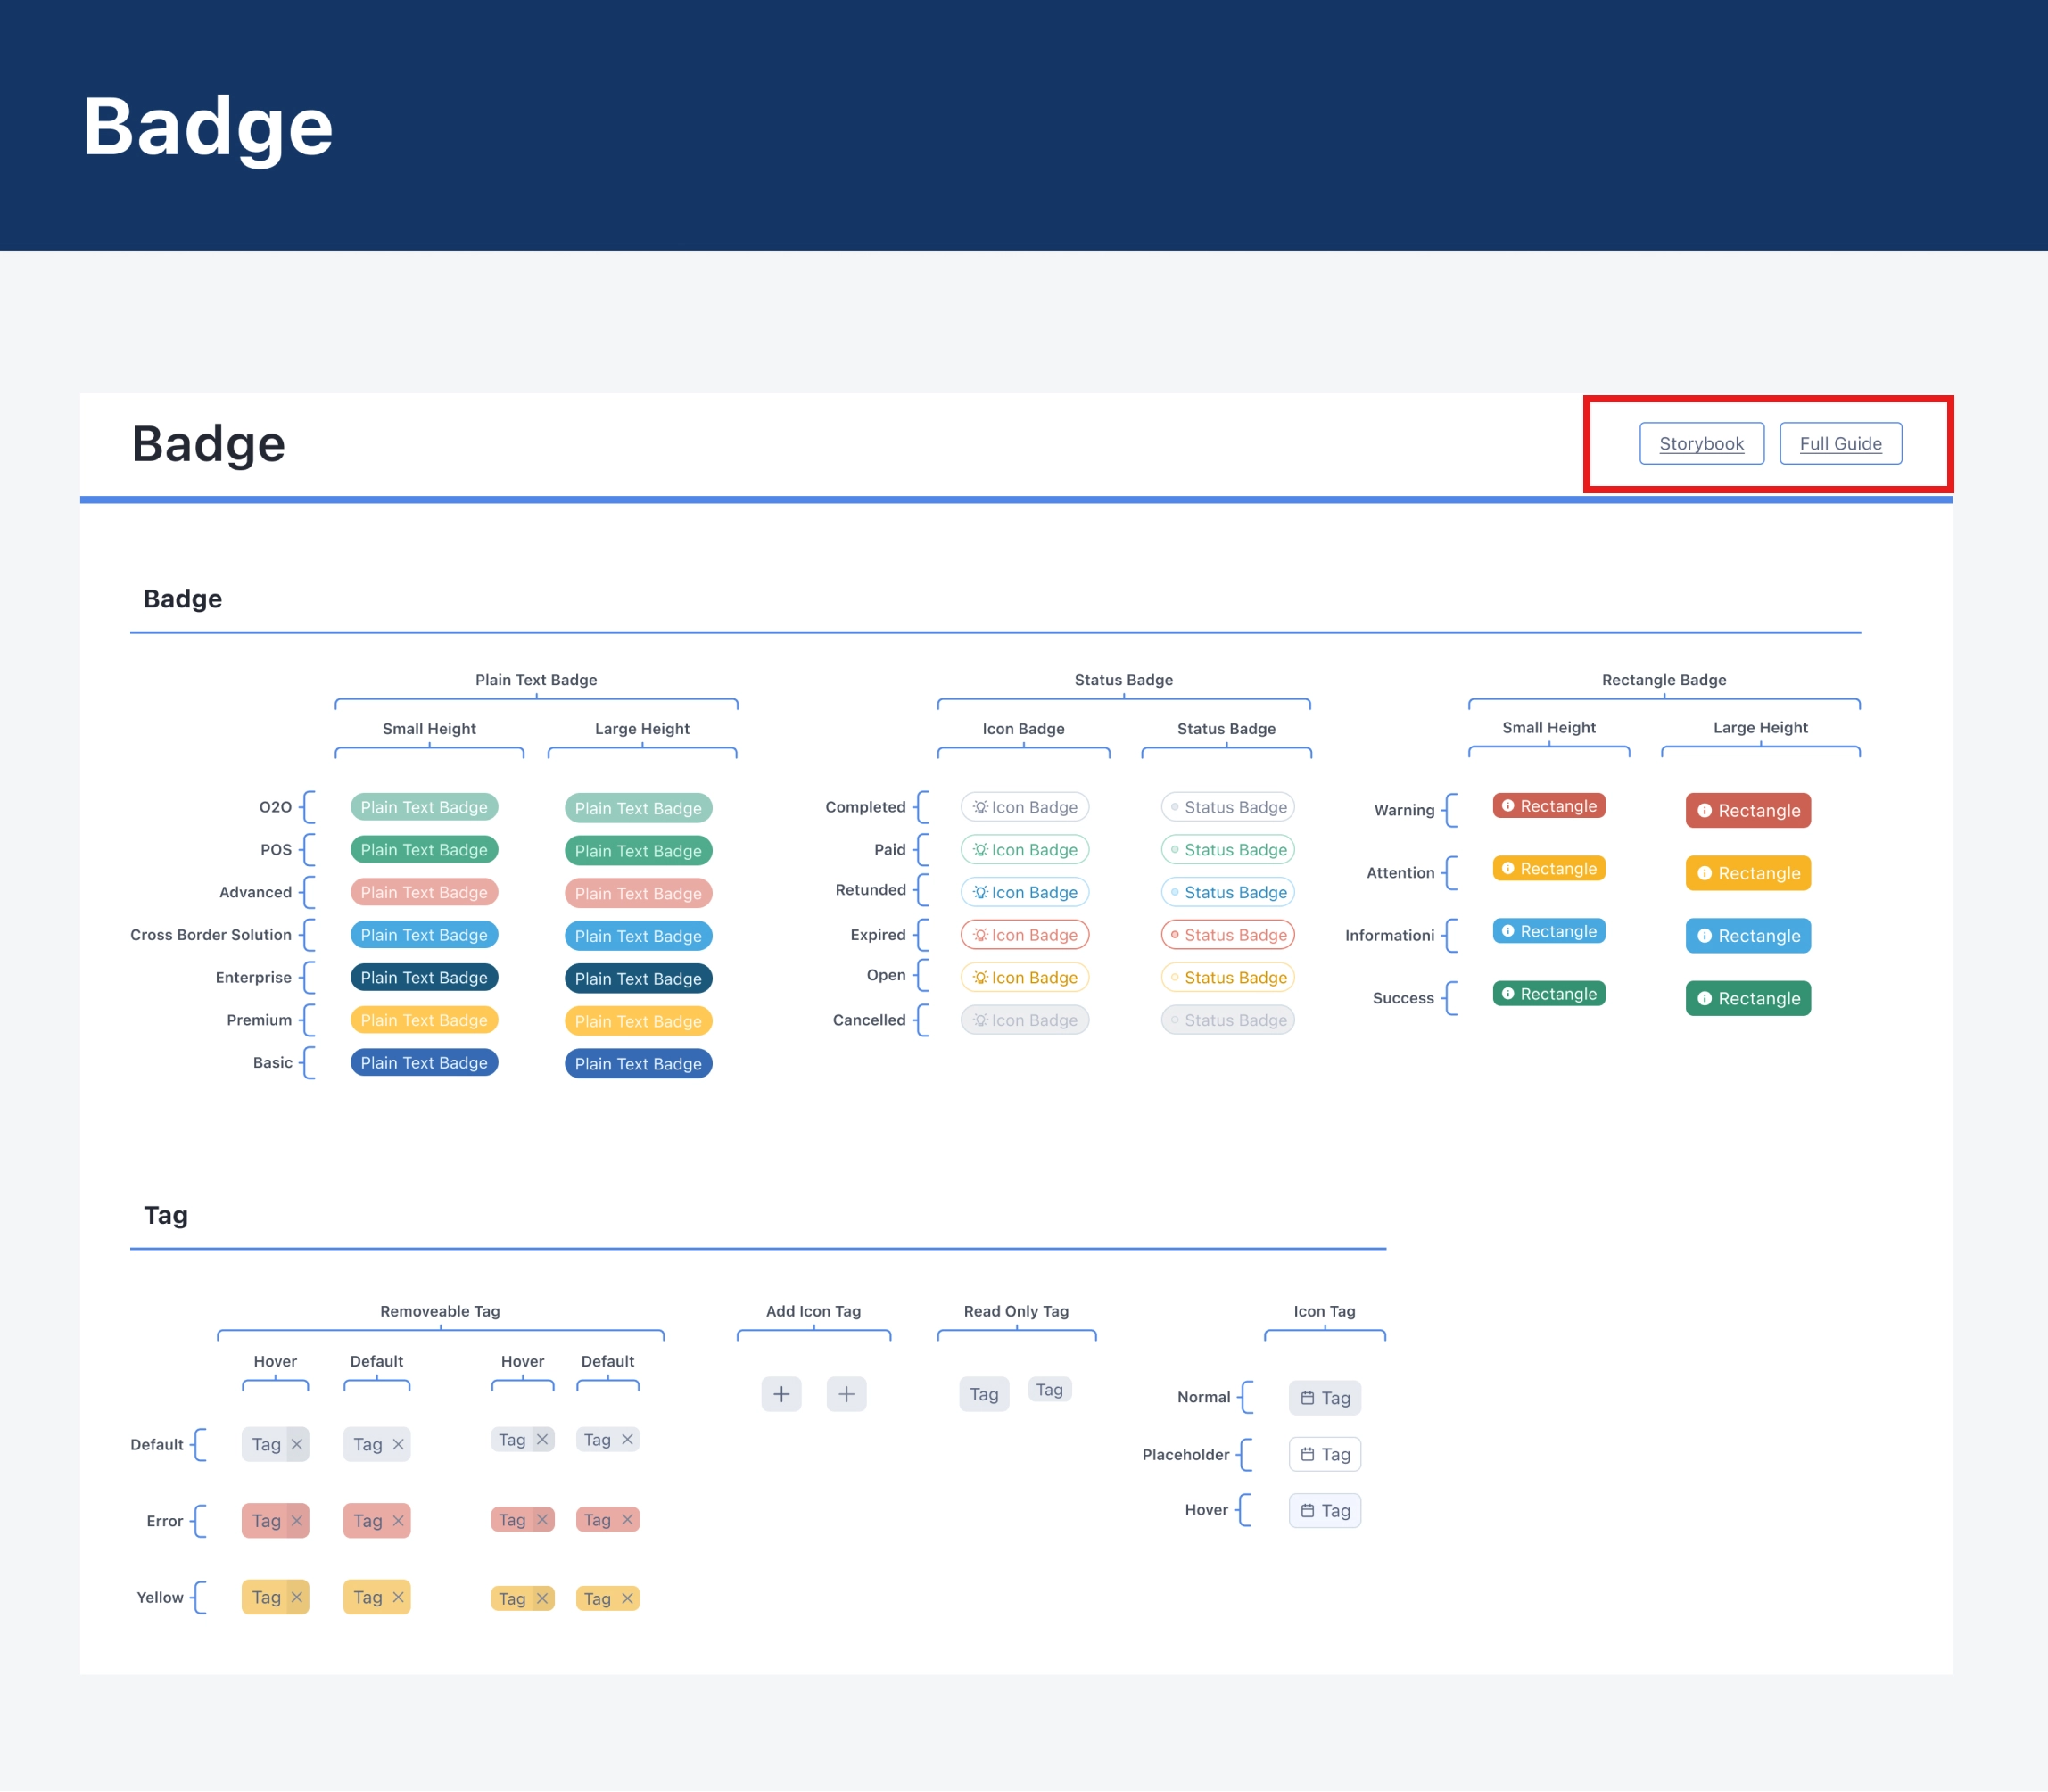 Badge
Badge
Storybook Full Guide
Badge
Plain Text Badge Status Badge Rectangle Badge
Small Height Large Height Icon Badge Status Badge Small Height Large Height
O2O Plain Text Badge Plain Text Badge Completed Icon Badge Status Badge Warning Rectangle Rectangle
POS Plain Text Badge Plain Text Badge Paid Icon Badge Status Badge
Advanced Plain Text Badge Plain Text Badge Retunded Icon Badge Status Badge Attention Rectangle Rectangle
Cross Border Solution Plain Text Badge Plain Text Badge Expired Icon Badge Status Badge Informationi Rectangle Rectangle
Enterprise Plain Text Badge Plain Text Badge Open Icon Badge Status Badge Success Rectangle Rectangle
Premium Plain Text Badge Plain Text Badge Cancelled Icon Badge Status Badge
Basic Plain Text Badge Plain Text Badge
Tag
Removeable Tag Add Icon Tag Read Only Tag Icon Tag
Hover Default Hover Default
Tag Tag Normal Tag
Default Tag Tag Tag Tag Placeholder Tag
Error Tag Tag Tag Tag Hover Tag
Yellow Tag Tag Tag Tag